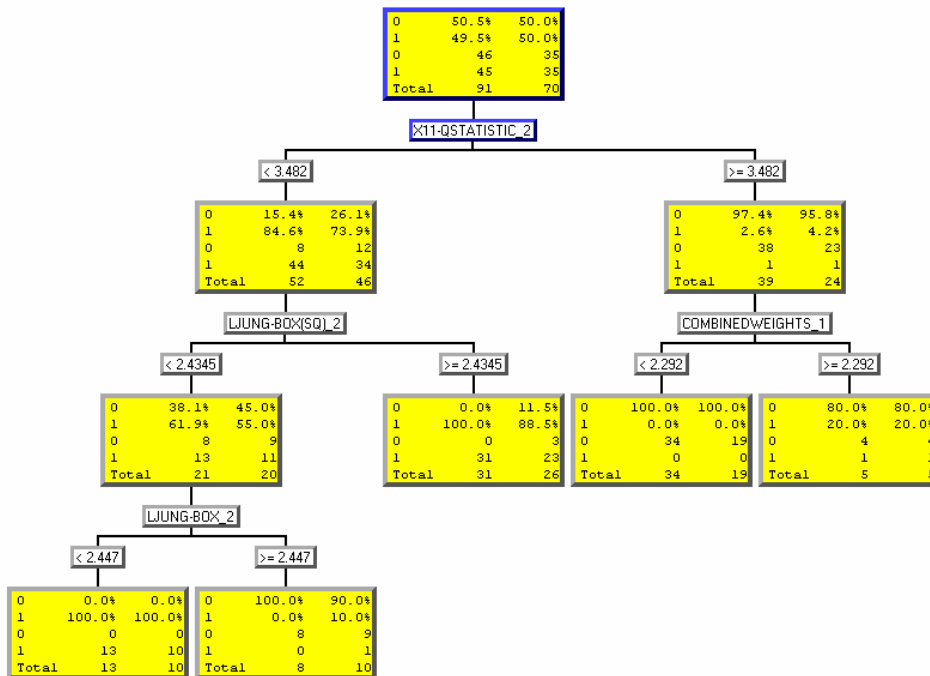 0 50.5% 50.0%
1 49.5% 50.0%
0 46 35
1 45 35
Total 91 70
X11-QSTATISTIC_2
< 3.482
>= 3.482
0 15.4% 26.1%
1 84.6% 73.9%
0 8 12
1 44 34
Total 52 46
0 97.4% 95.8%
1 2.6% 4.2%
0 38 23
1 1 1
Total 39 24
LJUNG-BOX(SQ)_2
COMBINEDWEIGHTS_1
< 2.4345
>= 2.4345
< 2.292
>= 2.292
0 38.1% 45.0%
1 61.9% 55.0%
0 8 9
1 13 11
Total 21 20
0 0.0% 11.5%
1 100.0% 88.5%
0 0 3
1 31 23
Total 31 26
0 100.0% 100.0%
1 0.0% 0.0%
0 34 19
1 0 0
Total 34 19
0 80.0% 80.0%
1 20.0% 20.0%
0 4
1 1
Total 5
LJUNG-BOX_2
< 2.447
>= 2.447
0 0.0% 0.0%
1 100.0% 100.0%
0 0 0
1 13 10
Total 13 10
0 100.0% 90.0%
1 0.0% 10.0%
0 8 9
1 0 1
Total 8 10